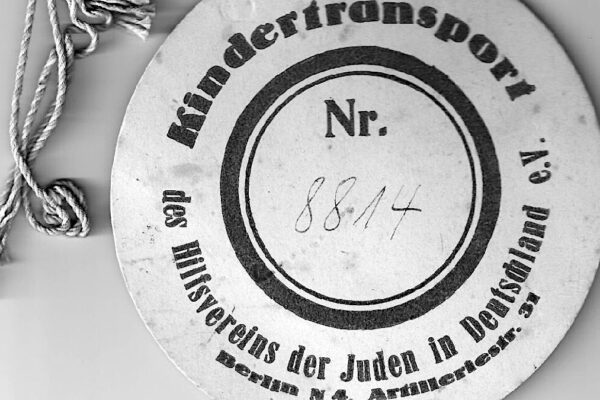 Kindertransport
Nr.
8814
des Hilfsvereins der Juden in Deutschland e.V.
Berlin N 4, Artilleriestr. 31